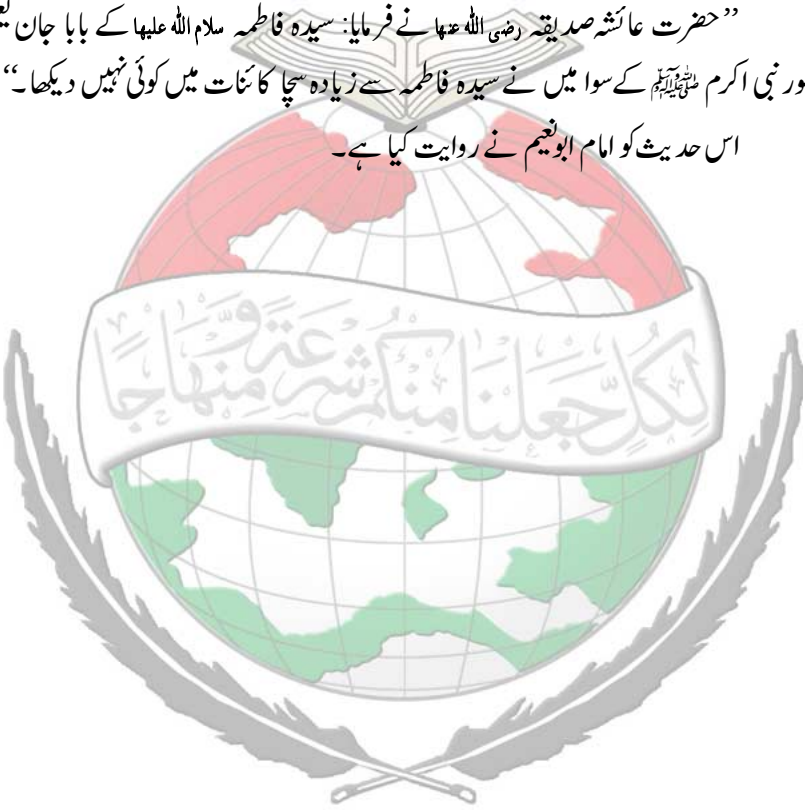 ’’حضرت عائشہ صدیقہ رضی اللہ عنہا نے فرمایا: سیدہ فاطمہ سلام اللہ علیہا کے بابا جان
ور نبی اکرم ﷺ کے سوا میں نے سیدہ فاطمہ سے زیادہ سچا کائنات میں کوئی نہیں دیکھا۔‘‘
اس حدیث کو امام ابونعیم نے روایت کیا ہے۔
لِكُلٍّ جَعَلْنَا مِنكُمْ شِرْعَةً وَّمِنْهَاجًا